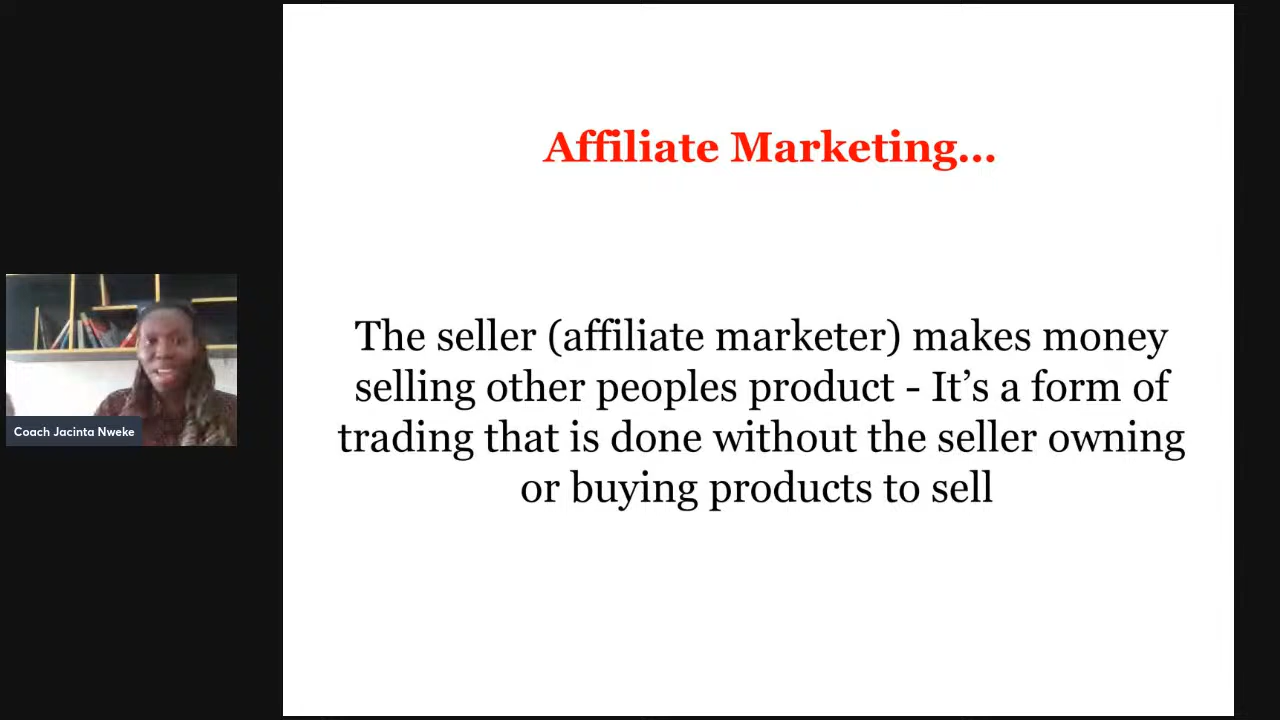 Affiliate Marketing...
The seller (affiliate marketer) makes money
selling other peoples product - It’s a form of
trading that is done without the seller owning
or buying products to sell
Coach Jacinta Nweke